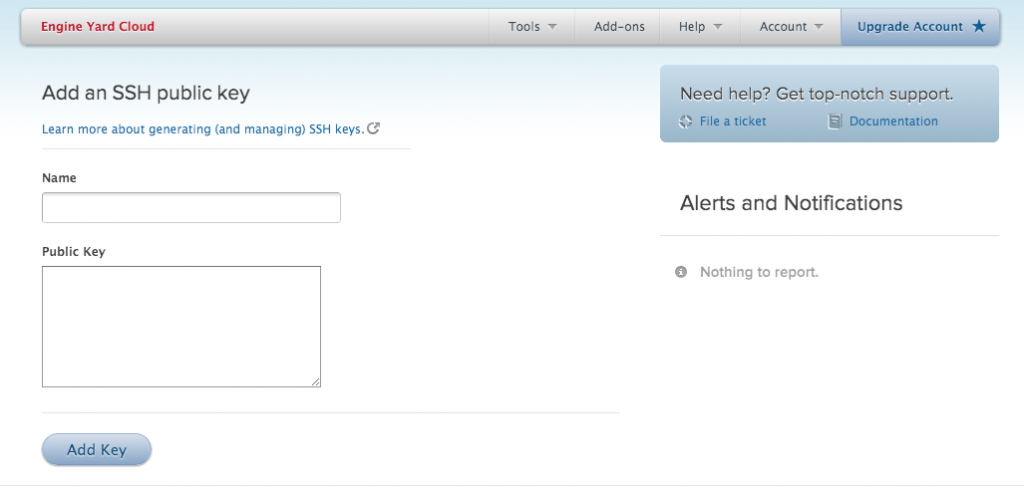 Engine Yard Cloud
Tools
Add-ons
Help
Account
Upgrade Account
Add an SSH public key
Learn more about generating (and managing) SSH keys.
Name
Public Key
Add Key
Need help? Get top-notch support.
File a ticket
Documentation
Alerts and Notifications
Nothing to report.